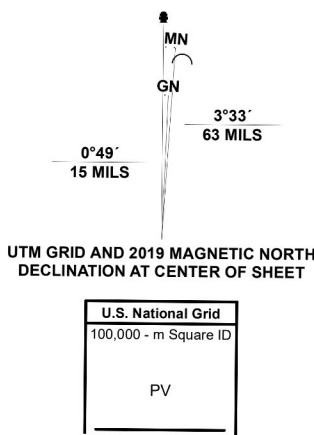 MN
GN
3°33´
63 MILS
0°49´
15 MILS
UTM GRID AND 2019 MAGNETIC NORTH
DECLINATION AT CENTER OF SHEET
U.S. National Grid
100,000 - m Square ID
PV